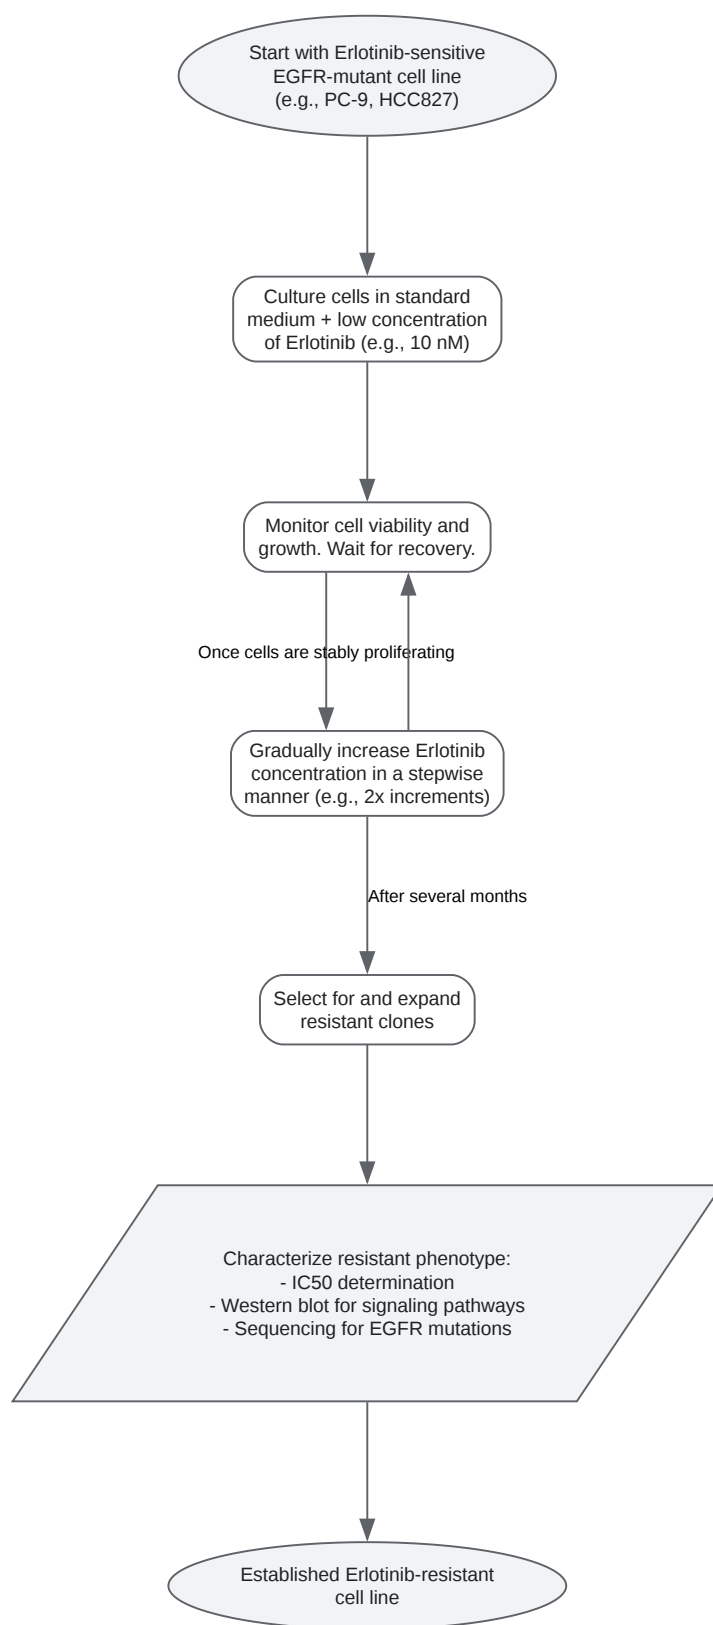 Start with Erlotinib-sensitive
EGFR-mutant cell line
(e.g., PC-9, HCC827)
Culture cells in standard
medium + low concentration
of Erlotinib (e.g., 10 nM)
Monitor cell viability and
growth. Wait for recovery.
Once cells are stably proliferating
Gradually increase Erlotinib
concentration in a stepwise
manner (e.g., 2x increments)
After several months
Select for and expand
resistant clones
Characterize resistant phenotype:
- IC50 determination
- Western blot for signaling pathways
- Sequencing for EGFR mutations
Established Erlotinib-resistant
cell line